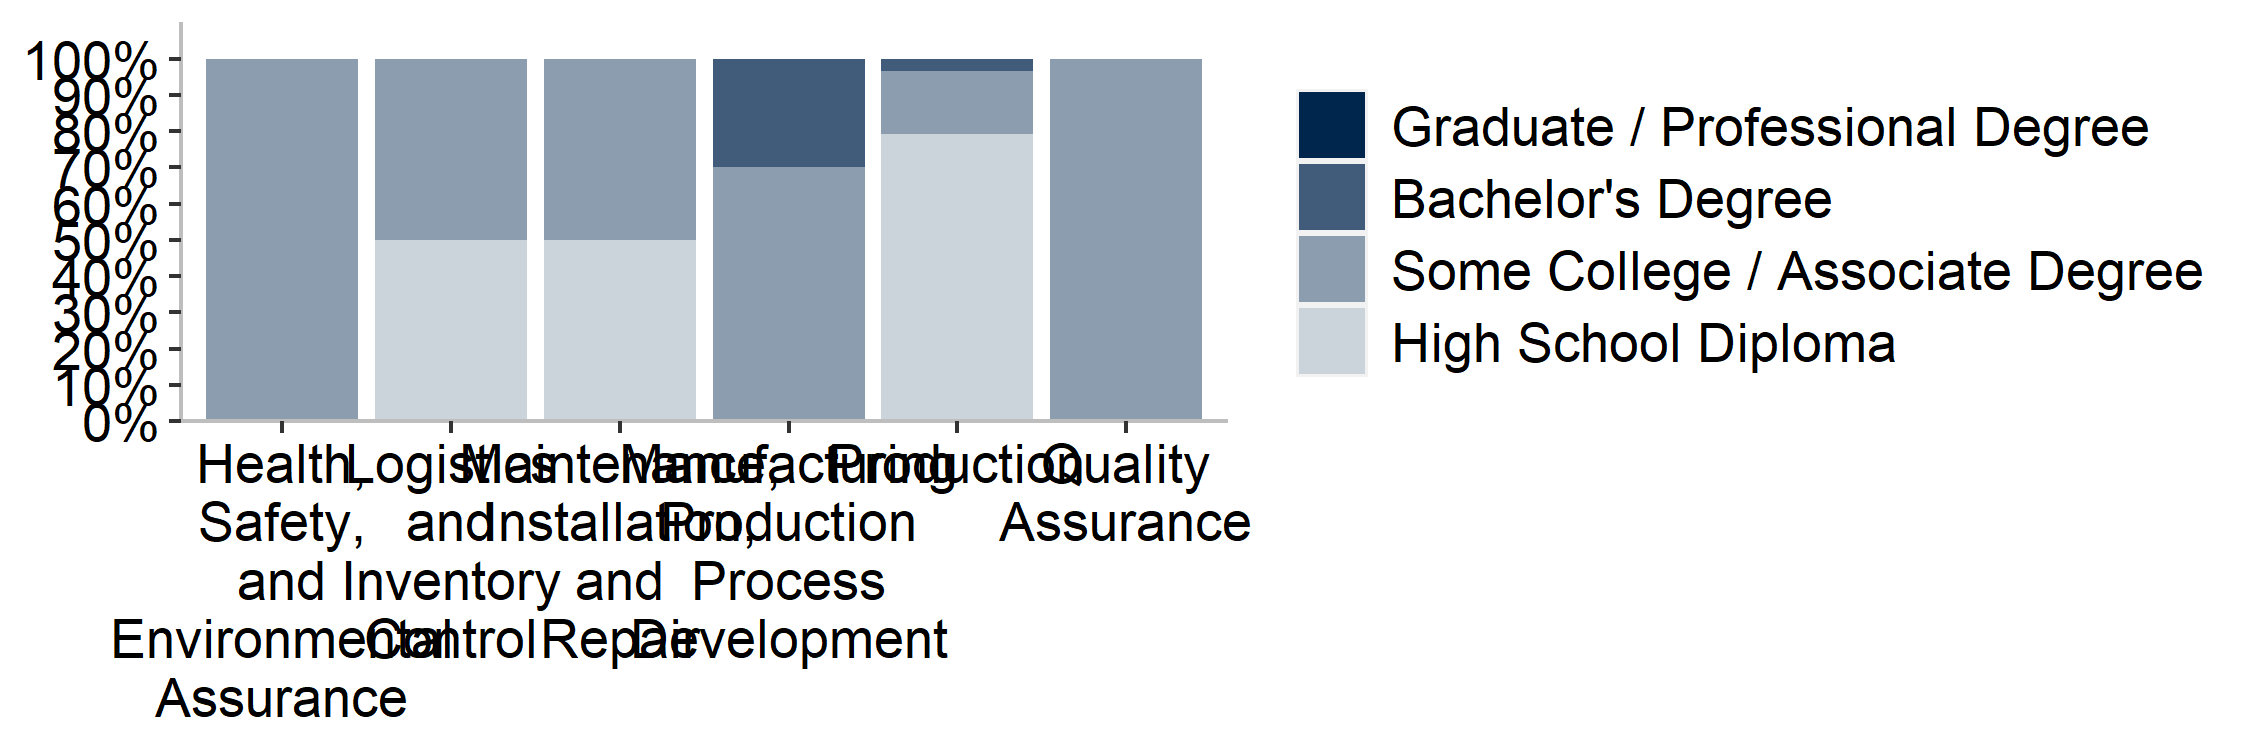 100%
90%
80%
70%
60%
50%
40%
30%
20%
10%
0%
Health,
Safety,
and
Environmental
Assurance
Logistics
and
Inventory
Control
Maintenance,
Installation,
and
Repair
Manufacturing
Production
Process
Development
Production
Quality
Assurance
Graduate / Professional Degree
Bachelor's Degree
Some College / Associate Degree
High School Diploma